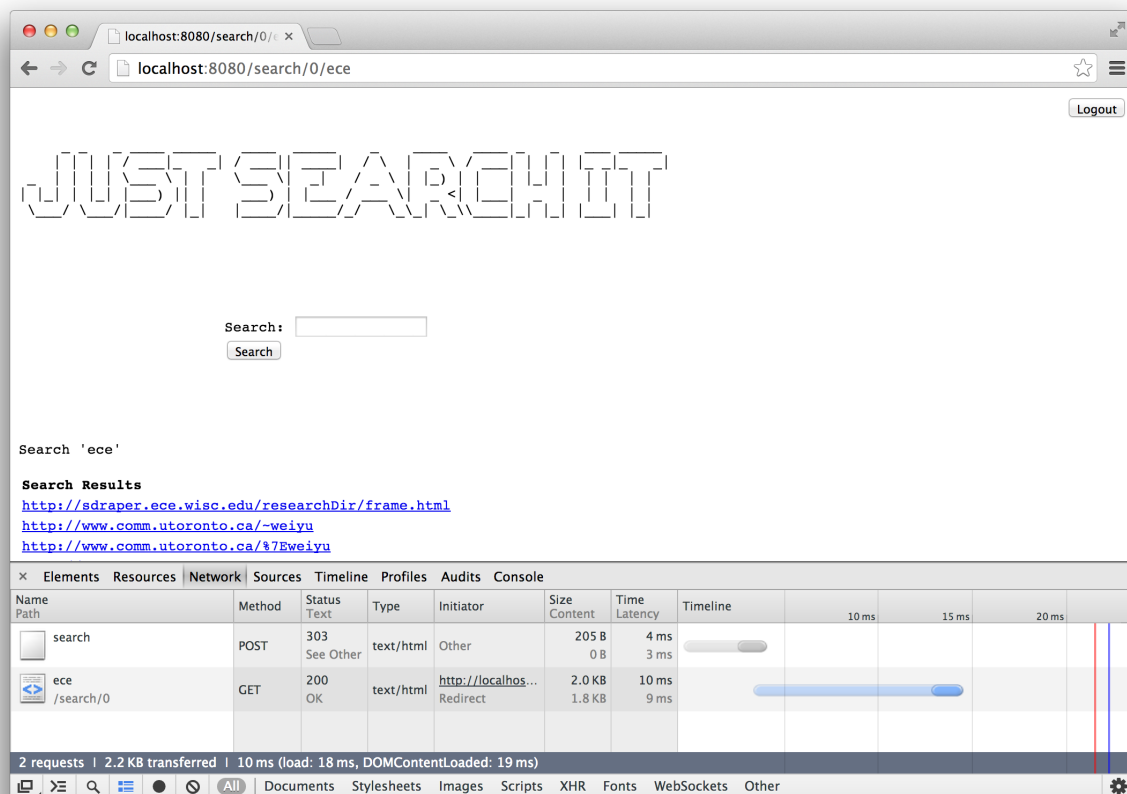 localhost:8080/search/0/e
localhost:8080/search/0/ece
Logout
JUST SEARCH IT
Search:
Search
Search 'ece'
Search Results
http://sdraper.ece.wisc.edu/researchDir/frame.html
http://www.comm.utoronto.ca/~weiyu
http://www.comm.utoronto.ca/%7Eweiyu
× Elements Resources Network Sources Timeline Profiles Audits Console
Name Method Status Type Initiator Size Time Timeline
Path Text Content Latency 10 ms 15 ms 20 ms
search POST 303 text/html Other 205 B 4 ms
See Other 0 B 3 ms
ece GET 200 text/html http://localhos... 2.0 KB 10 ms
/search/0 OK Redirect 1.8 KB 9 ms
2 requests | 2.2 KB transferred | 10 ms (load: 18 ms, DOMContentLoaded: 19 ms)
All Documents Stylesheets Images Scripts XHR Fonts WebSockets Other